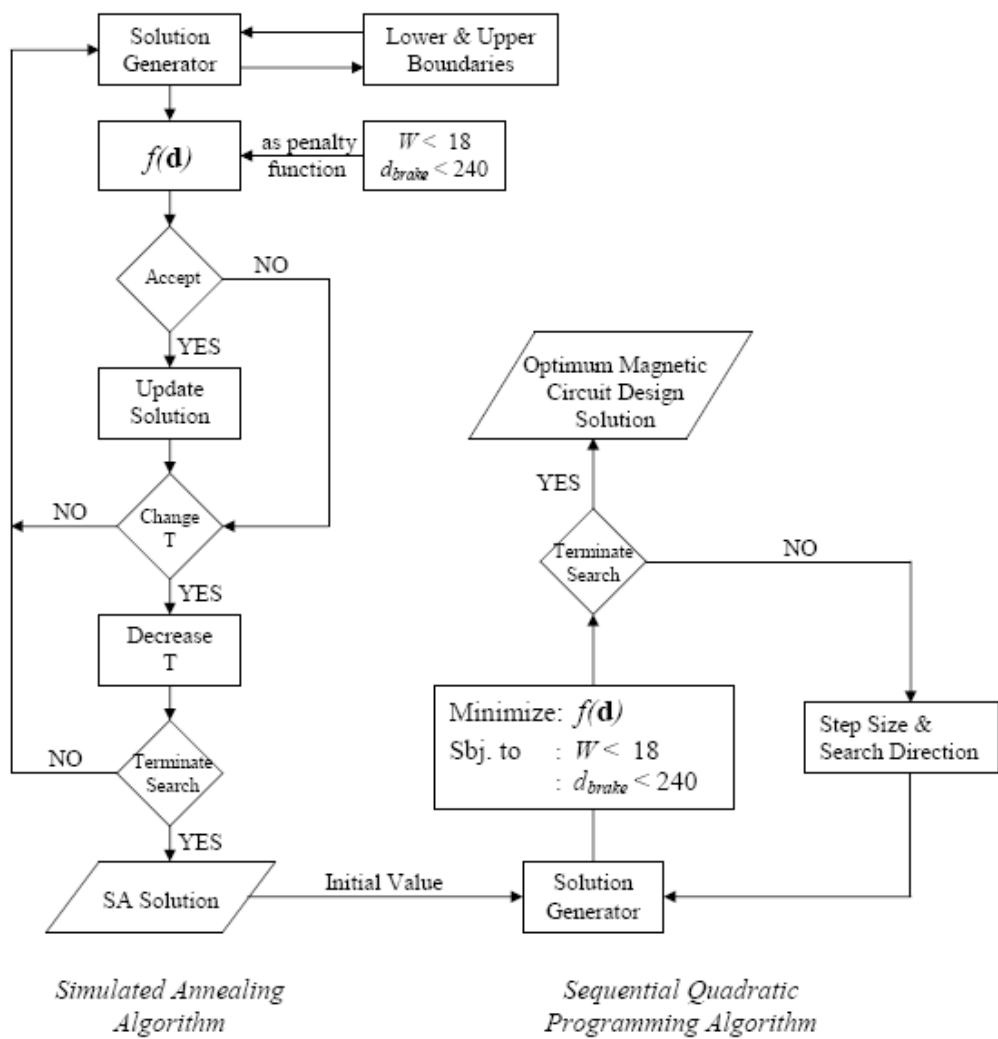 Solution
Generator
Lower & Upper
Boundaries
f(d)
as penalty
function
W < 18
d_brake < 240
Accept
NO
YES
Update
Solution
Change
T
NO
YES
Decrease
T
Terminate
Search
NO
YES
SA Solution
Initial Value
Solution
Generator
Minimize: f(d)
Sbj. to : W < 18
: d_brake < 240
Terminate
Search
NO
YES
Step Size &
Search Direction
Optimum Magnetic
Circuit Design
Solution
Simulated Annealing
Algorithm
Sequential Quadratic
Programming Algorithm